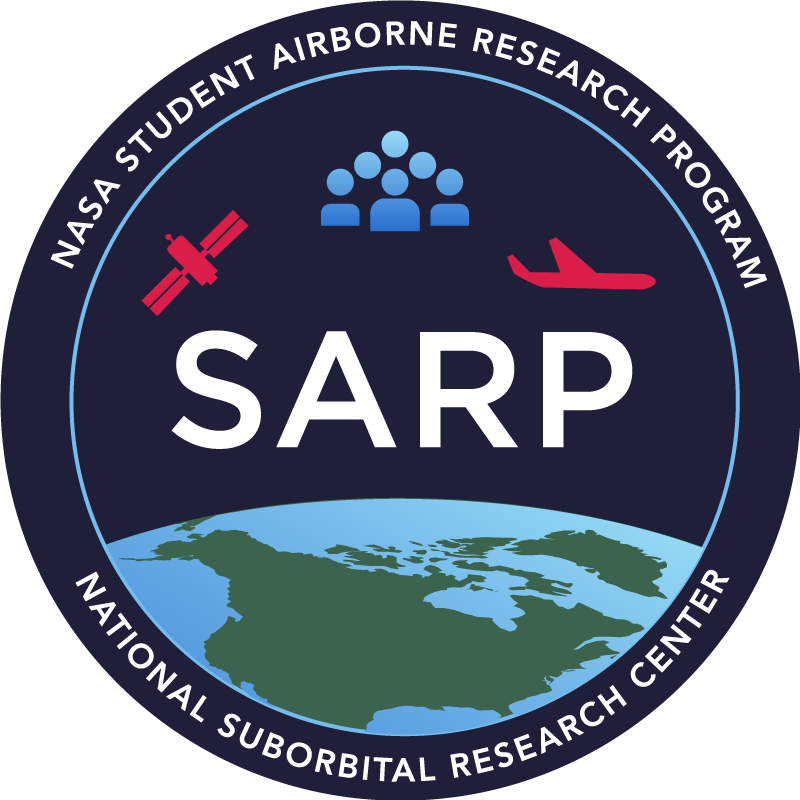 NASA STUDENT AIRBORNE RESEARCH PROGRAM
SARP
NATIONAL SUBORBITAL RESEARCH CENTER